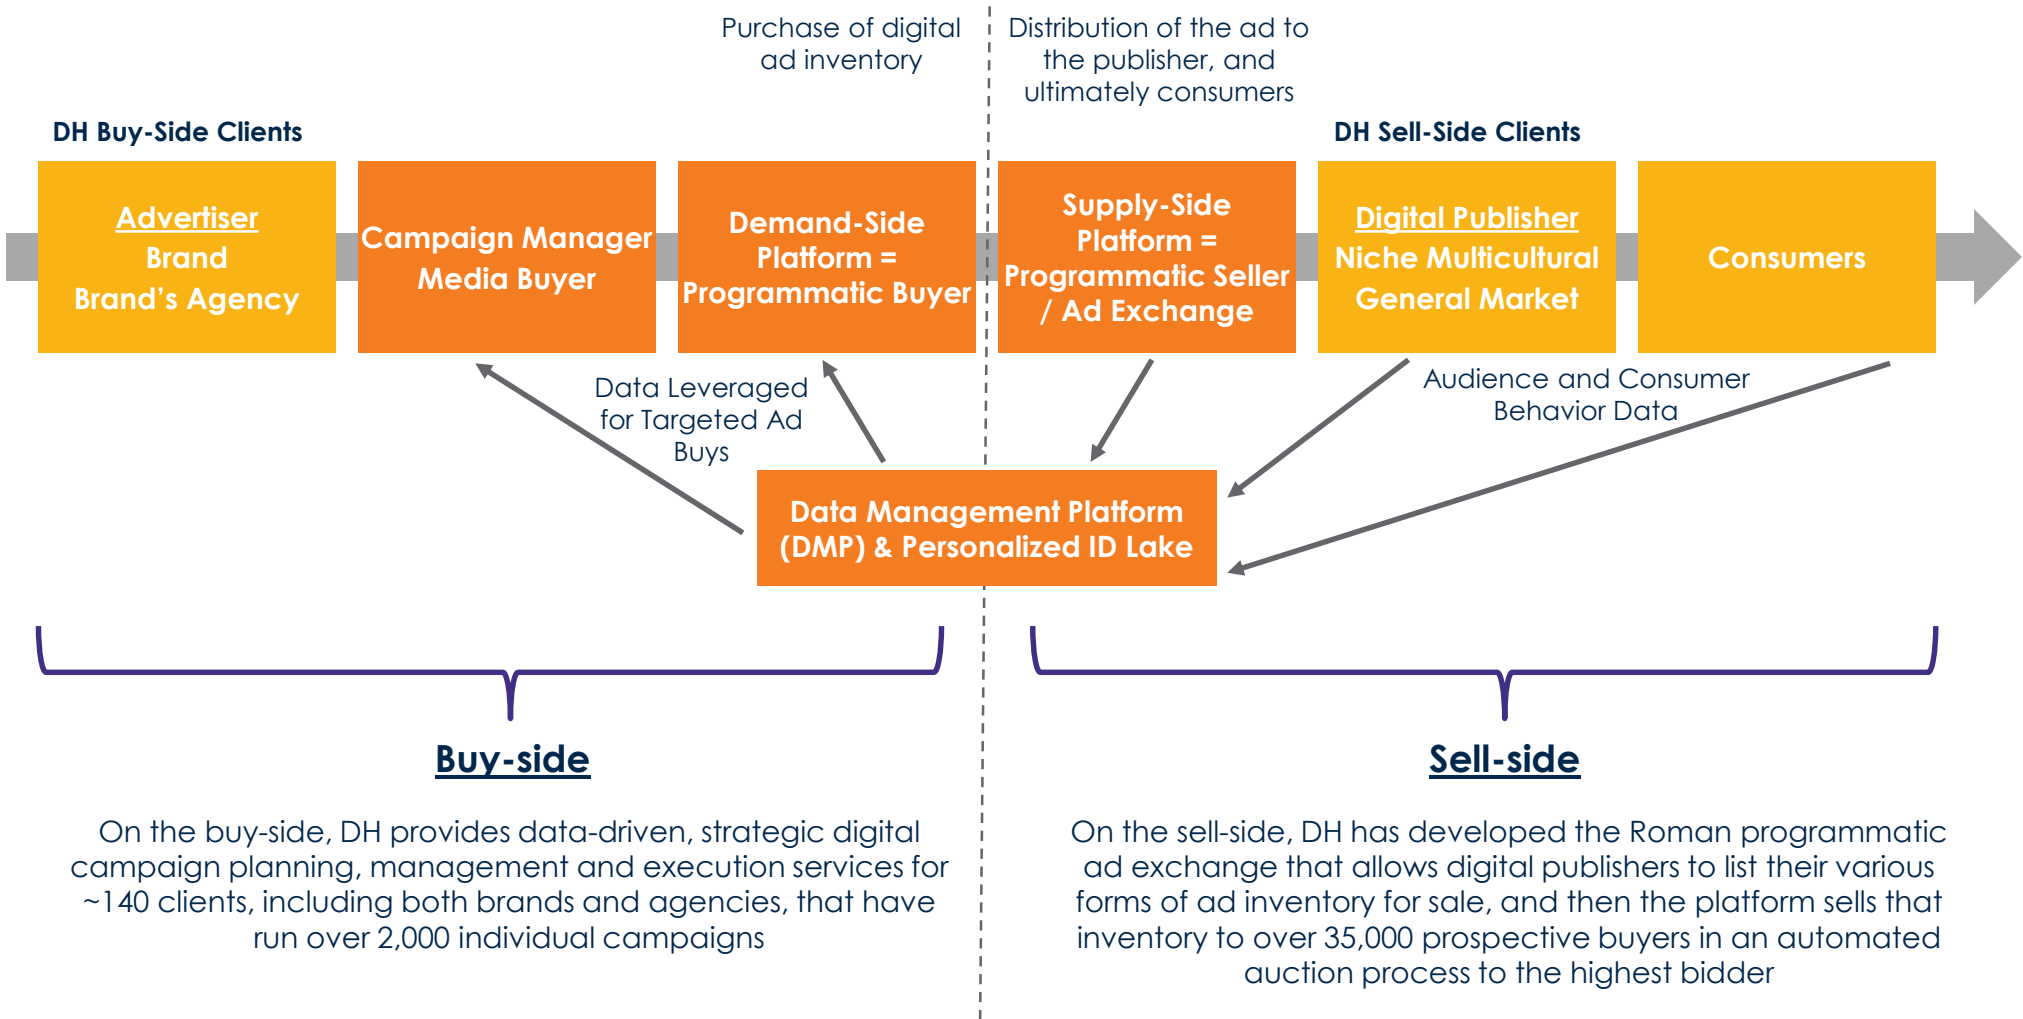 Purchase of digital
ad inventory
Distribution of the ad to
the publisher, and
ultimately consumers
DH Buy-Side Clients
DH Sell-Side Clients
Advertiser
Brand
Brand's Agency
Campaign Manager
Media Buyer
Demand-Side
Platform =
Programmatic Buyer
Supply-Side
Platform =
Programmatic Seller
/ Ad Exchange
Digital Publisher
Niche Multicultural
General Market
Consumers
Data Leveraged
for Targeted Ad
Buys
Audience and Consumer
Behavior Data
Data Management Platform
(DMP) & Personalized ID Lake
Buy-side
On the buy-side, DH provides data-driven, strategic digital
campaign planning, management and execution services for
~140 clients, including both brands and agencies, that have
run over 2,000 individual campaigns
Sell-side
On the sell-side, DH has developed the Roman programmatic
ad exchange that allows digital publishers to list their various
forms of ad inventory for sale, and then the platform sells that
inventory to over 35,000 prospective buyers in an automated
auction process to the highest bidder